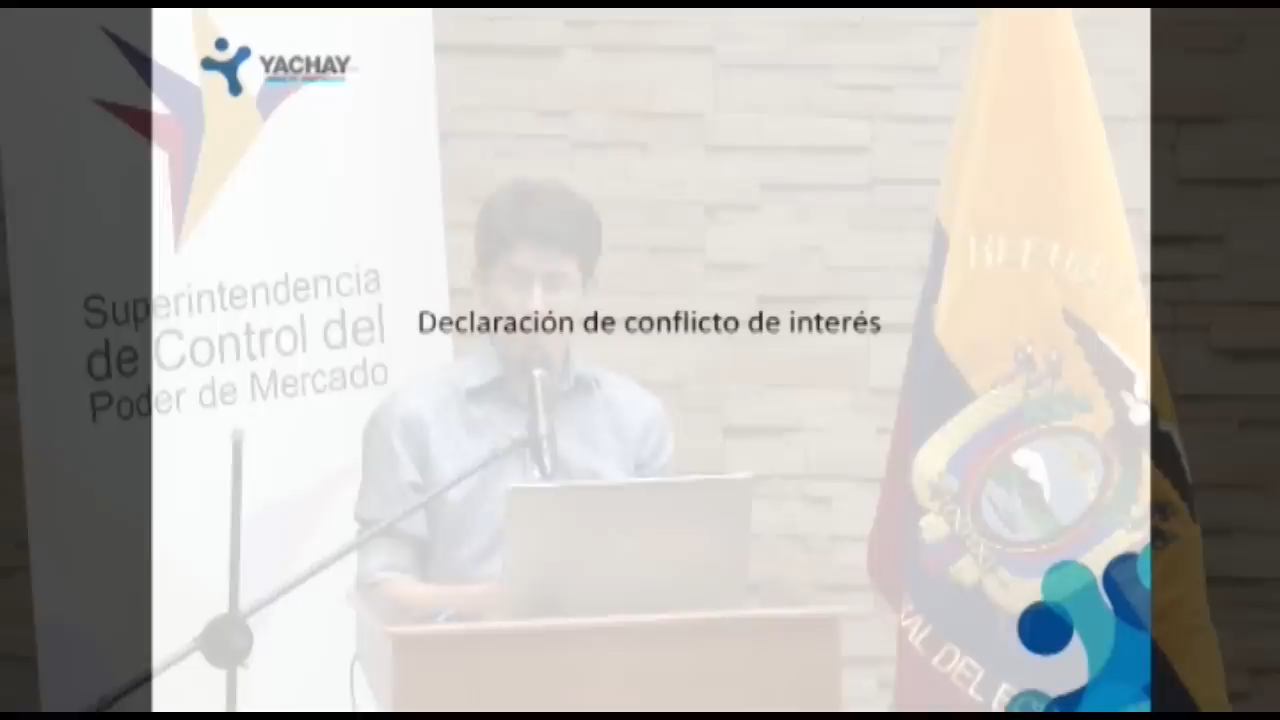 YACHAY
Superintendencia
de Control del
Poder de Mercado
Declaración de conflicto de interés